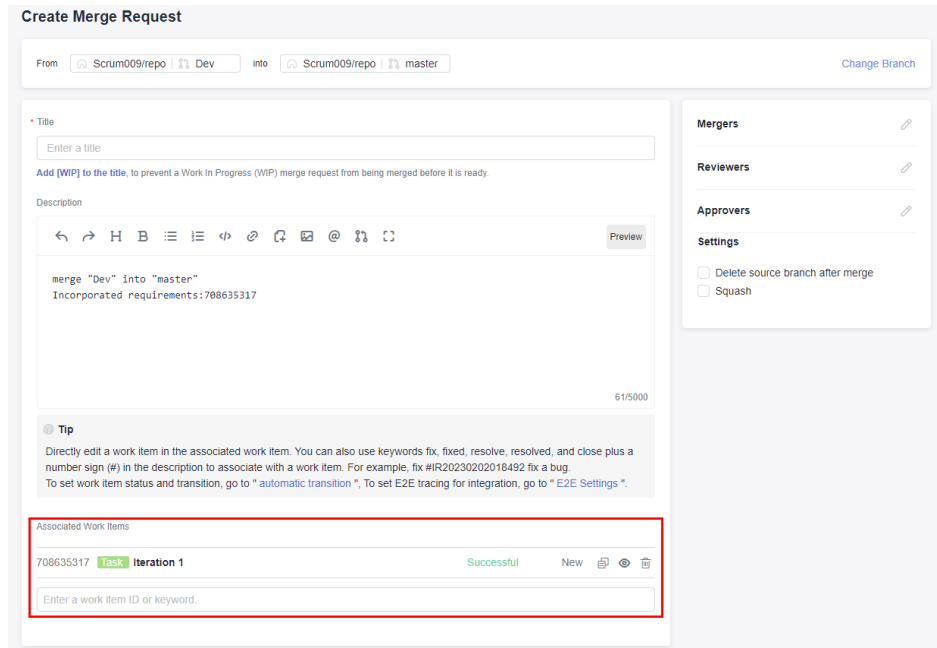 Create Merge Request
From Scrum009/repo Dev into Scrum009/repo master Change Branch
* Title
Enter a title
Add [WIP] to the title, to prevent a Work In Progress (WIP) merge request from being merged before it is ready.
Description
H B @ Preview
merge "Dev" into "master"
Incorporated requirements:708635317
61/5000
Tip
Directly edit a work item in the associated work item. You can also use keywords fix, fixed, resolve, resolved, and close plus a
number sign (#) in the description to associate with a work item. For example, fix #IR20230202018492 fix a bug.
To set work item status and transition, go to " automatic transition ", To set E2E tracing for integration, go to " E2E Settings ".
Associated Work Items
708635317 Task Iteration 1 Successful New
Enter a work item ID or keyword.
Mergers
Reviewers
Approvers
Settings
Delete source branch after merge
Squash